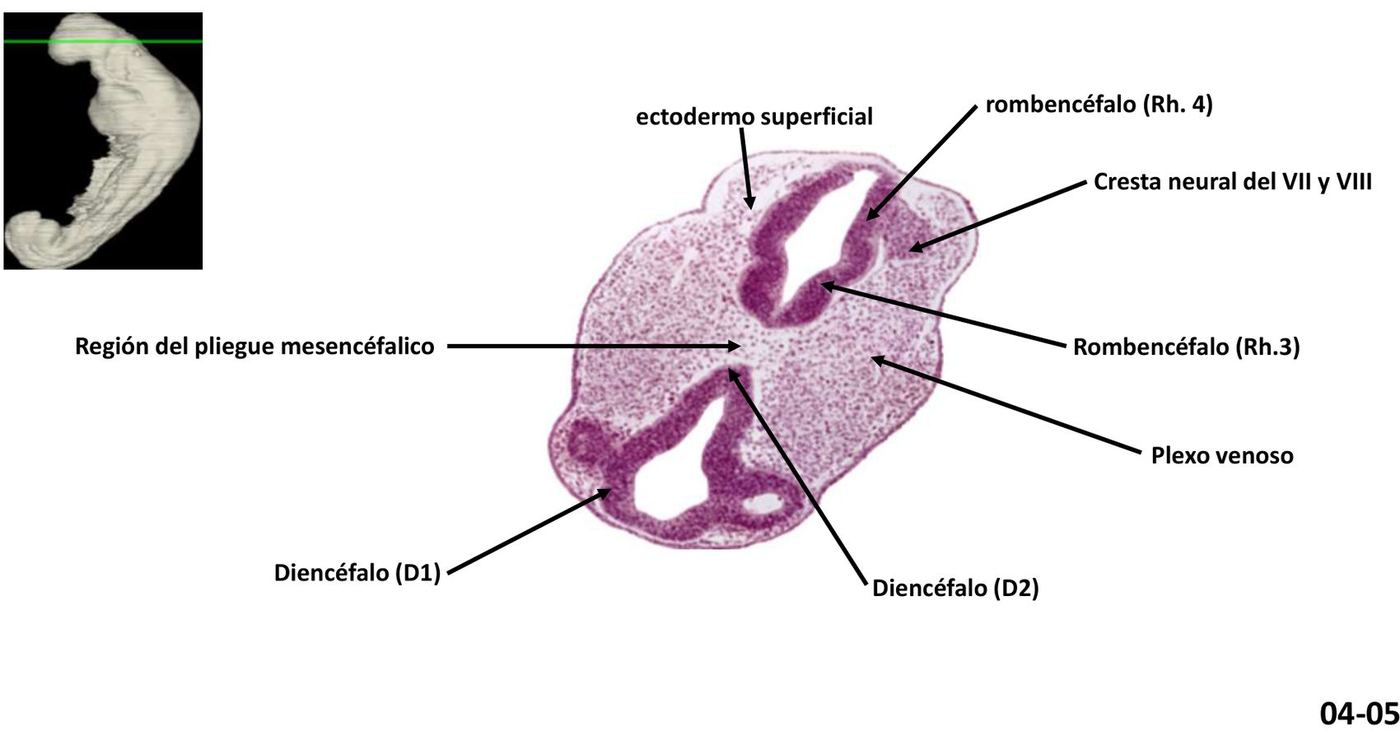 ectodermo superficial
rombencéfalo (Rh. 4)
Cresta neural del VII y VIII
Región del pliegue mesencéfalico
Rombencéfalo (Rh.3)
Plexo venoso
Diencéfalo (D1)
Diencéfalo (D2)
04-05